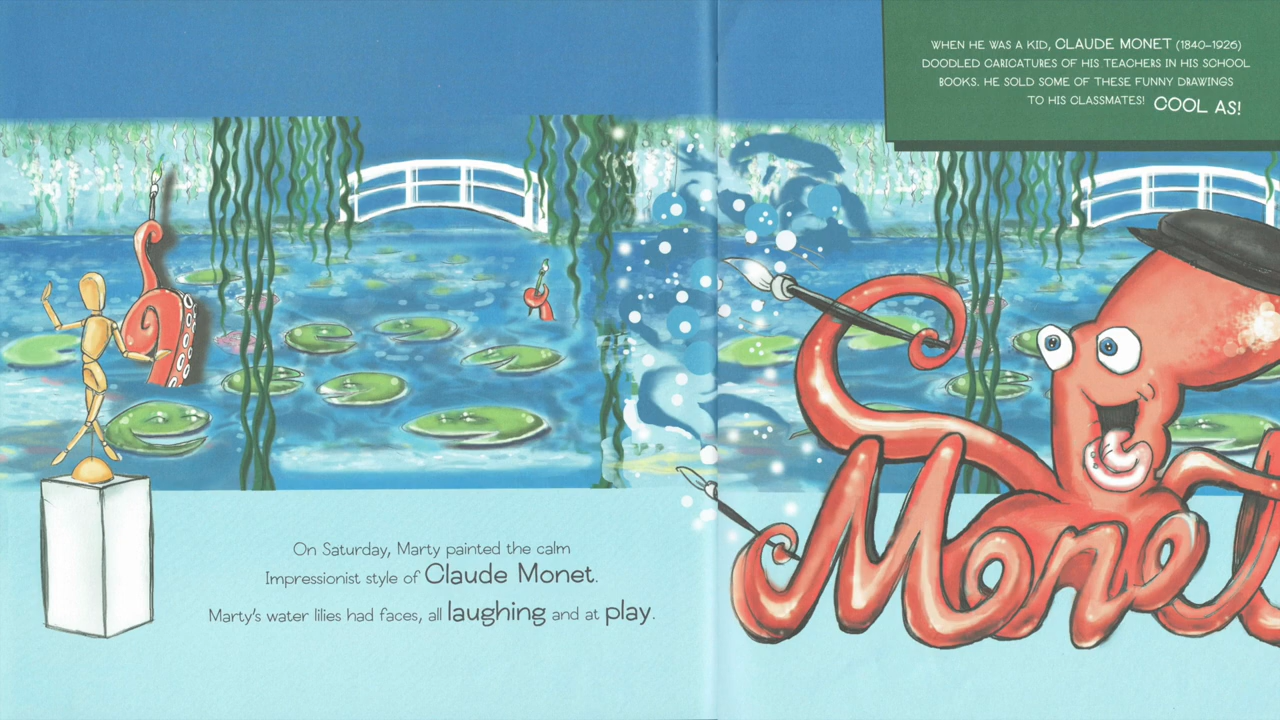 WHEN HE WAS A KID, CLAUDE MONET (1840–1926)
DOODLED CARICATURES OF HIS TEACHERS IN HIS SCHOOL
BOOKS. HE SOLD SOME OF THESE FUNNY DRAWINGS
TO HIS CLASSMATES! COOL AS!
On Saturday, Marty painted the calm
Impressionist style of Claude Monet.
Marty's water lilies had faces, all laughing and at play.
Monet